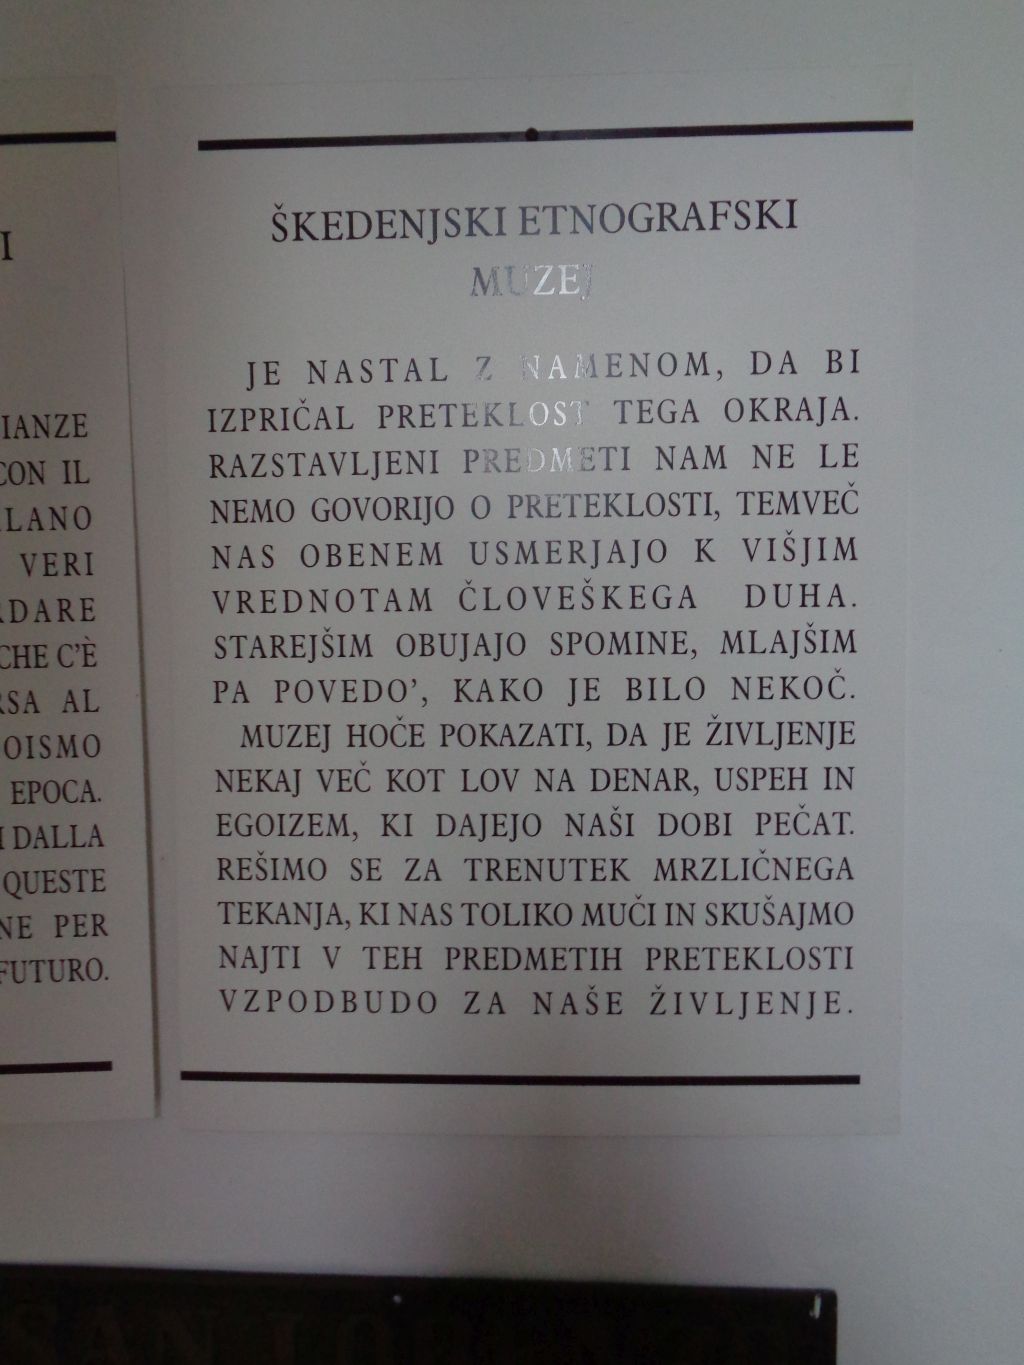 I
IANZE
CON IL
LANO
VERI
RDARE
CHE C'È
RSA AL
OISMO
EPOCA.
I DALLA
QUESTE
NE PER
FUTURO.
ŠKEDENJSKI ETNOGRAFSKI
MUZEJ
JE NASTAL Z NAMENOM, DA BI
IZPRIČAL PRETEKLOST TEGA OKRAJA.
RAZSTAVLJENI PREDMETI NAM NE LE
NEMO GOVORIJO O PRETEKLOSTI, TEMVEČ
NAS OBENEM USMERJAJO K VIŠJIM
VREDNOTAM ČLOVEŠKEGA DUHA.
STAREJŠIM OBUJAJO SPOMINE, MLAJŠIM
PA POVEDO', KAKO JE BILO NEKOČ.
MUZEJ HOČE POKAZATI, DA JE ŽIVLJENJE
NEKAJ VEČ KOT LOV NA DENAR, USPEH IN
EGOIZEM, KI DAJEJO NAŠI DOBI PEČAT.
REŠIMO SE ZA TRENUTEK MRZLIČNEGA
TEKANJA, KI NAS TOLIKO MUČI IN SKUŠAJMO
NAJTI V TEH PREDMETIH PRETEKLOSTI
VZPODBUDO ZA NAŠE ŽIVLJENJE.